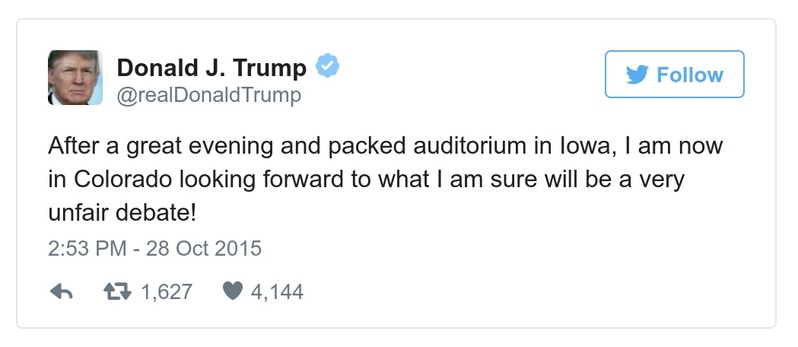 Donald J. Trump
@realDonaldTrump
Follow
After a great evening and packed auditorium in Iowa, I am now
in Colorado looking forward to what I am sure will be a very
unfair debate!
2:53 PM - 28 Oct 2015
1,627 4,144